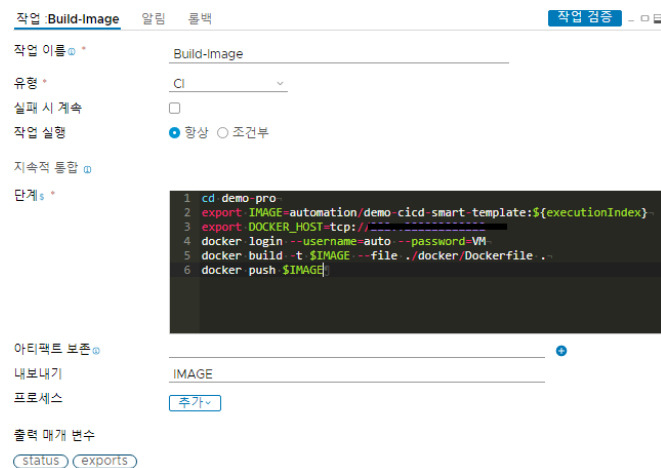 작업 :Build-Image 알림 롤백 작업 검증
작업 이름 *
Build-Image
유형 *
CI
실패 시 계속
작업 실행
항상 조건부
지속적 통합
단계 *
1 cd demo-pro
2 export IMAGE=automation/demo-cicd-smart-template:${executionIndex}
3 export DOCKER_HOST=tcp://
4 docker login --username=auto --password=VM
5 docker build -t $IMAGE --file ./docker/Dockerfile .
6 docker push $IMAGE
아티팩트 보존
내보내기
IMAGE
프로세스
추가
출력 매개 변수
status exports